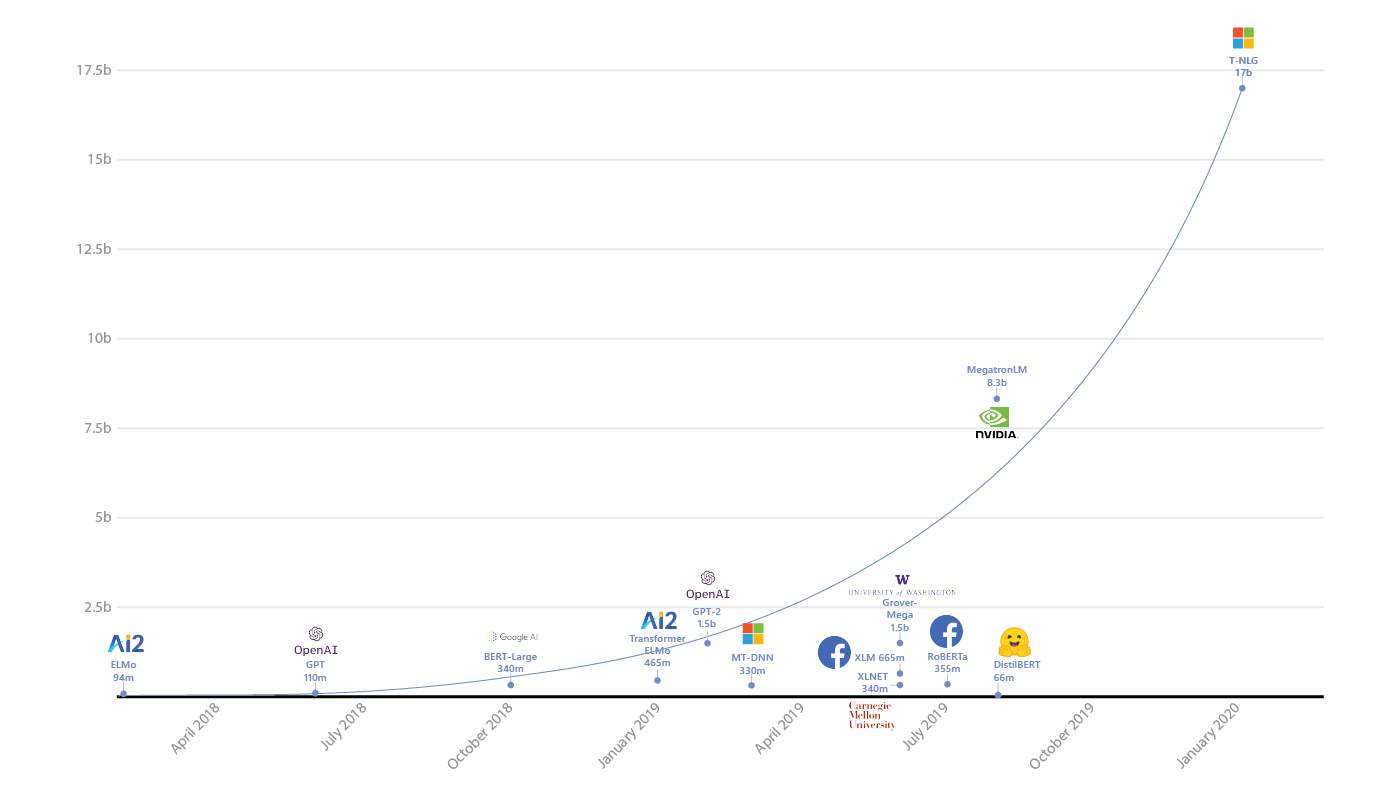 T-NLG
17b
17.5b
15b
12.5b
10b
MegatronLM
8.3b
7.5b
NVIDIA.
5b
2.5b
Ai2
ELMo
94m
OpenAI
GPT
110m
Google AI
BERT-Large
340m
Ai2
Transformer
ELMo
465m
OpenAI
GPT-2
1.5b
MT-DNN
330m
W
UNIVERSITY of WASHINGTON
Grover-
Mega
1.5b
XLM 665m
XLNET
340m
Carnegie
Mellon
University
RoBERTa
355m
DistilBERT
66m
April 2018
July 2018
October 2018
January 2019
April 2019
July 2019
October 2019
January 2020